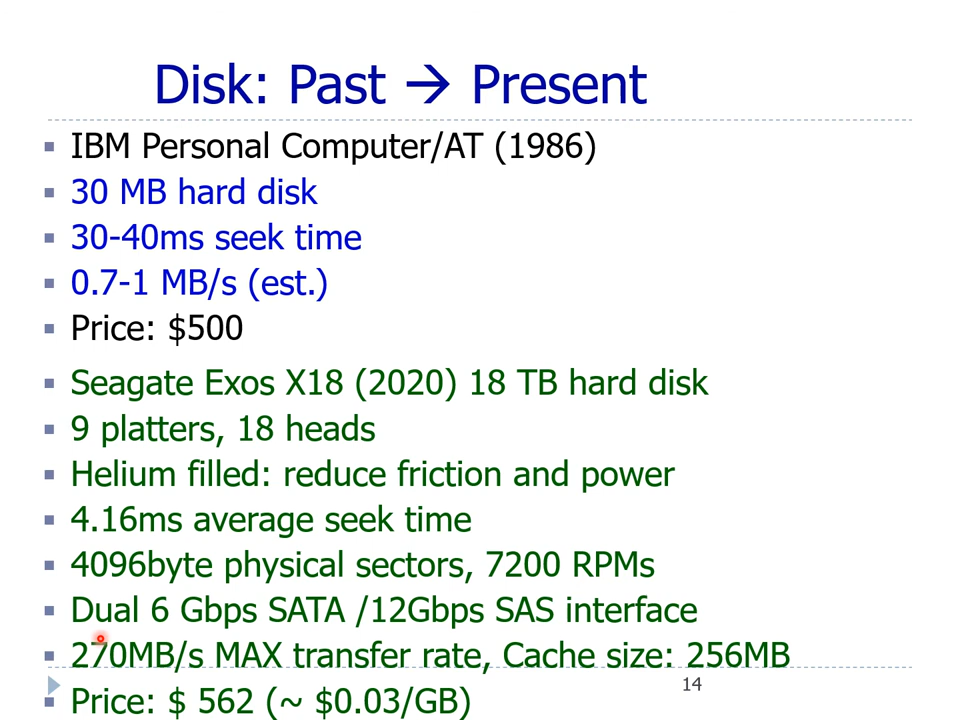 Disk: Past → Present
▪ IBM Personal Computer/AT (1986)
▪ 30 MB hard disk
▪ 30-40ms seek time
▪ 0.7-1 MB/s (est.)
▪ Price: $500
▪ Seagate Exos X18 (2020) 18 TB hard disk
▪ 9 platters, 18 heads
▪ Helium filled: reduce friction and power
▪ 4.16ms average seek time
▪ 4096byte physical sectors, 7200 RPMs
▪ Dual 6 Gbps SATA /12Gbps SAS interface
▪ 270MB/s MAX transfer rate, Cache size: 256MB
14
▪ Price: $ 562 (~ $0.03/GB)